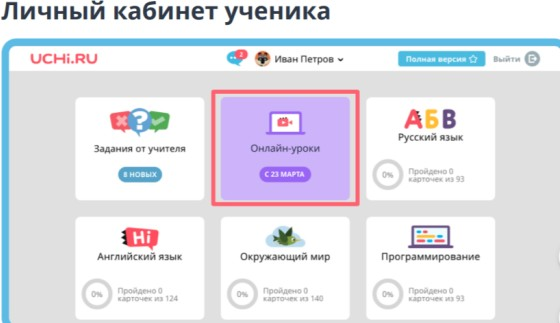 Личный кабинет ученика
UCHi.RU
2
Иван Петров
Полная версия
Выйти
Задания от учителя
8 НОВЫХ
Онлайн-уроки
С 23 МАРТА
АБВ
Русский язык
0%
Пройдено 0
карточек из 93
Hi
Английский язык
0%
Пройдено 0
карточек из 124
Окружающий мир
0%
Пройдено 0
карточек из 140
Программирование
0%
Пройдено 0
карточек из 93